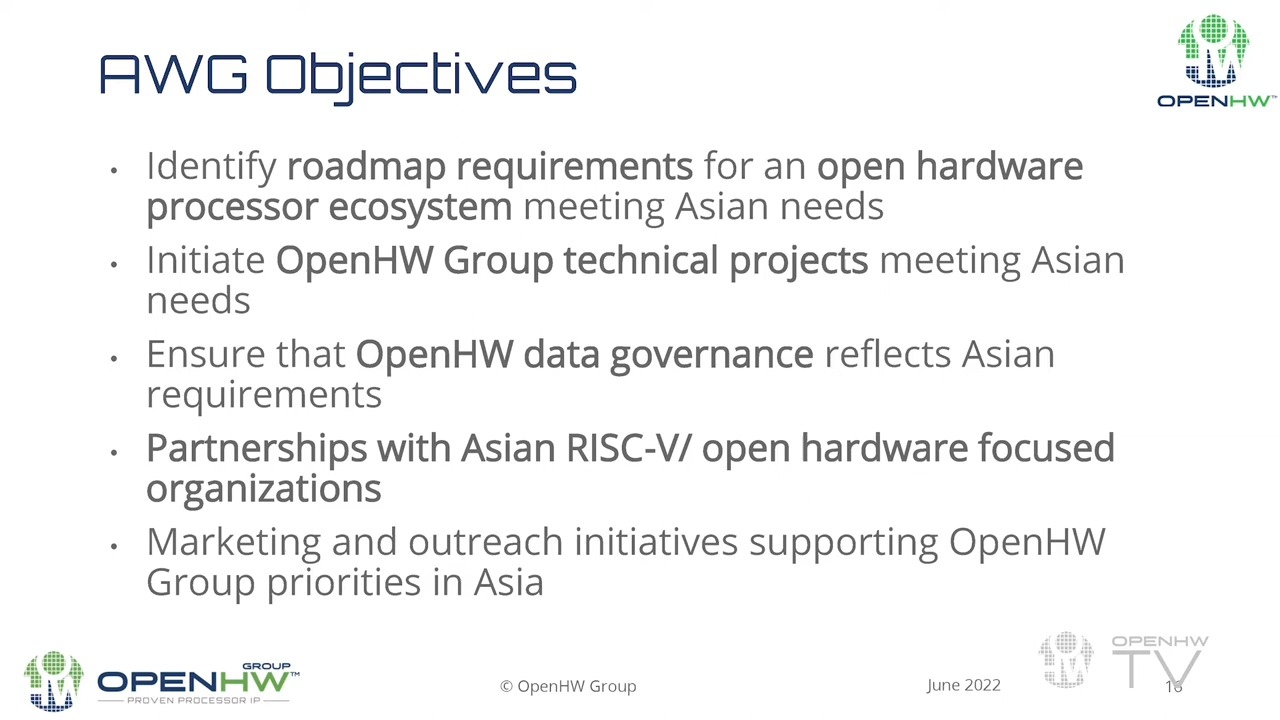 AWG Objectives
OPENHW™
• Identify roadmap requirements for an open hardware
processor ecosystem meeting Asian needs
• Initiate OpenHW Group technical projects meeting Asian
needs
• Ensure that OpenHW data governance reflects Asian
requirements
• Partnerships with Asian RISC-V/ open hardware focused
organizations
• Marketing and outreach initiatives supporting OpenHW
Group priorities in Asia
GROUP
OPENHW™
PROVEN PROCESSOR IP
© OpenHW Group
June 2022
OPENHW
TV